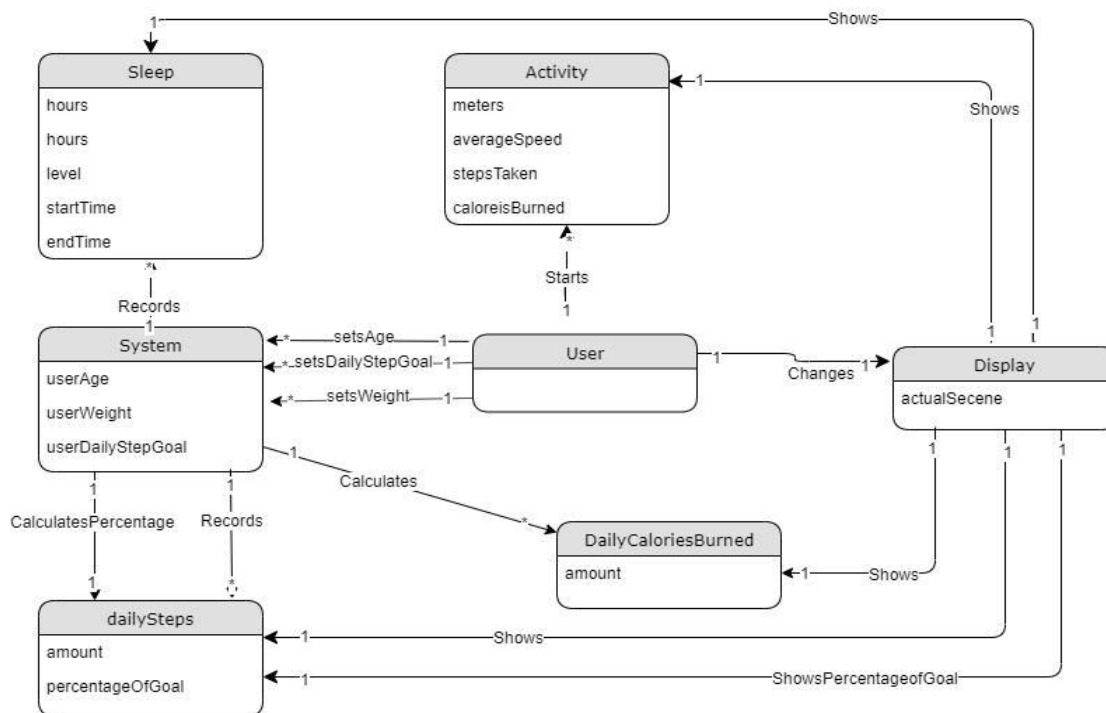 Shows
1
1
Sleep
hours
hours
level
startTime
endTime
Activity
meters
averageSpeed
stepsTaken
caloreisBurned
1
Shows
1
*
Records
1
*
Starts
1
1
System
userAge
userWeight
userDailyStepGoal
* setsAge 1
* setsDailyStepGoal 1
* setsWeight 1
User
1 Changes 1
Display
actualSecene
1
Calculates
*
1
CalculatesPercentage
1
1
Records
*
DailyCaloriesBurned
amount
1 Shows 1
dailySteps
amount
percentageOfGoal
1 Shows 1
1 ShowsPercentageofGoal 1